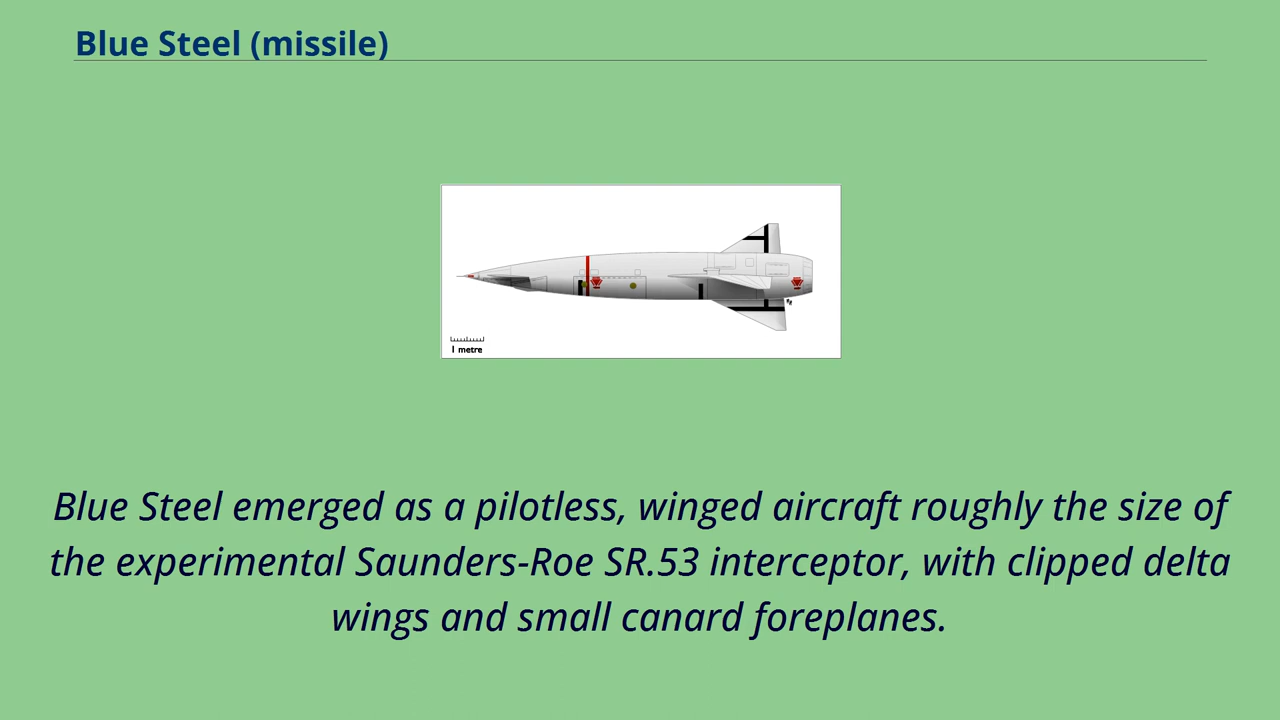 Blue Steel (missile)
1 metre
Blue Steel emerged as a pilotless, winged aircraft roughly the size of
the experimental Saunders-Roe SR.53 interceptor, with clipped delta
wings and small canard foreplanes.